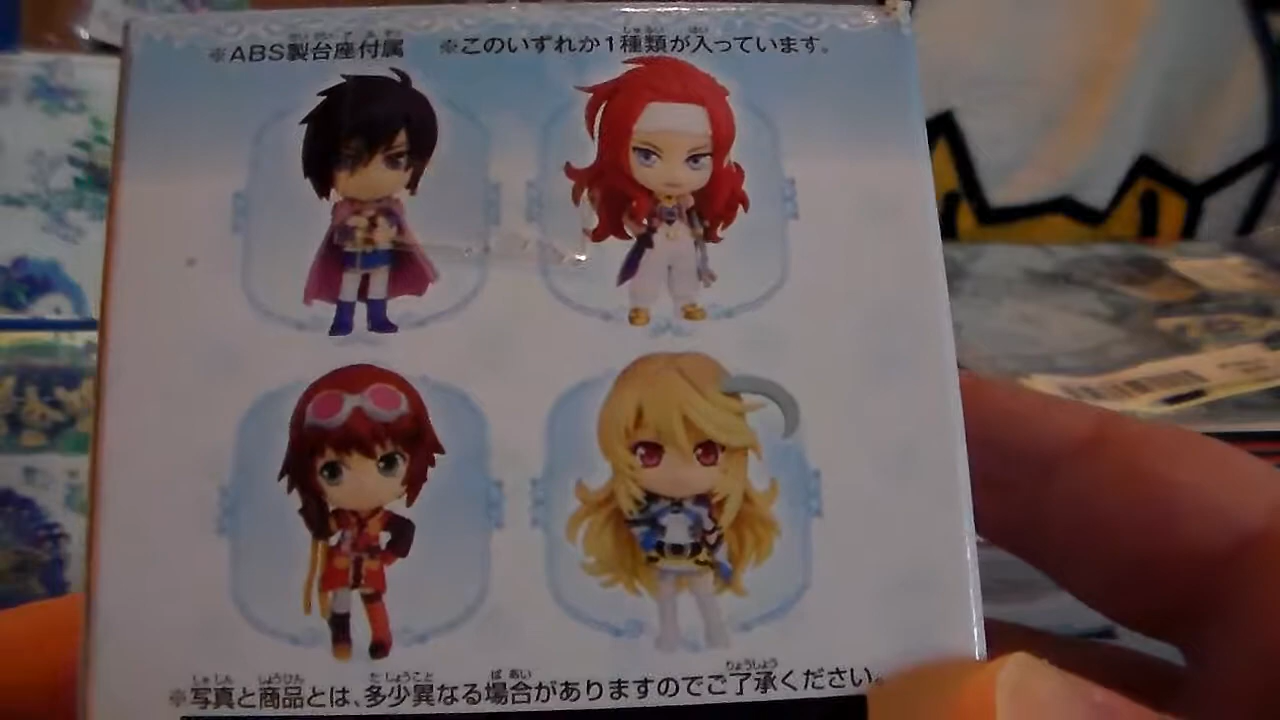 ※ABS製台座付属 ※このいずれか1種類が入っています。
※写真と商品とは、多少異なる場合がありますのでご了承ください。